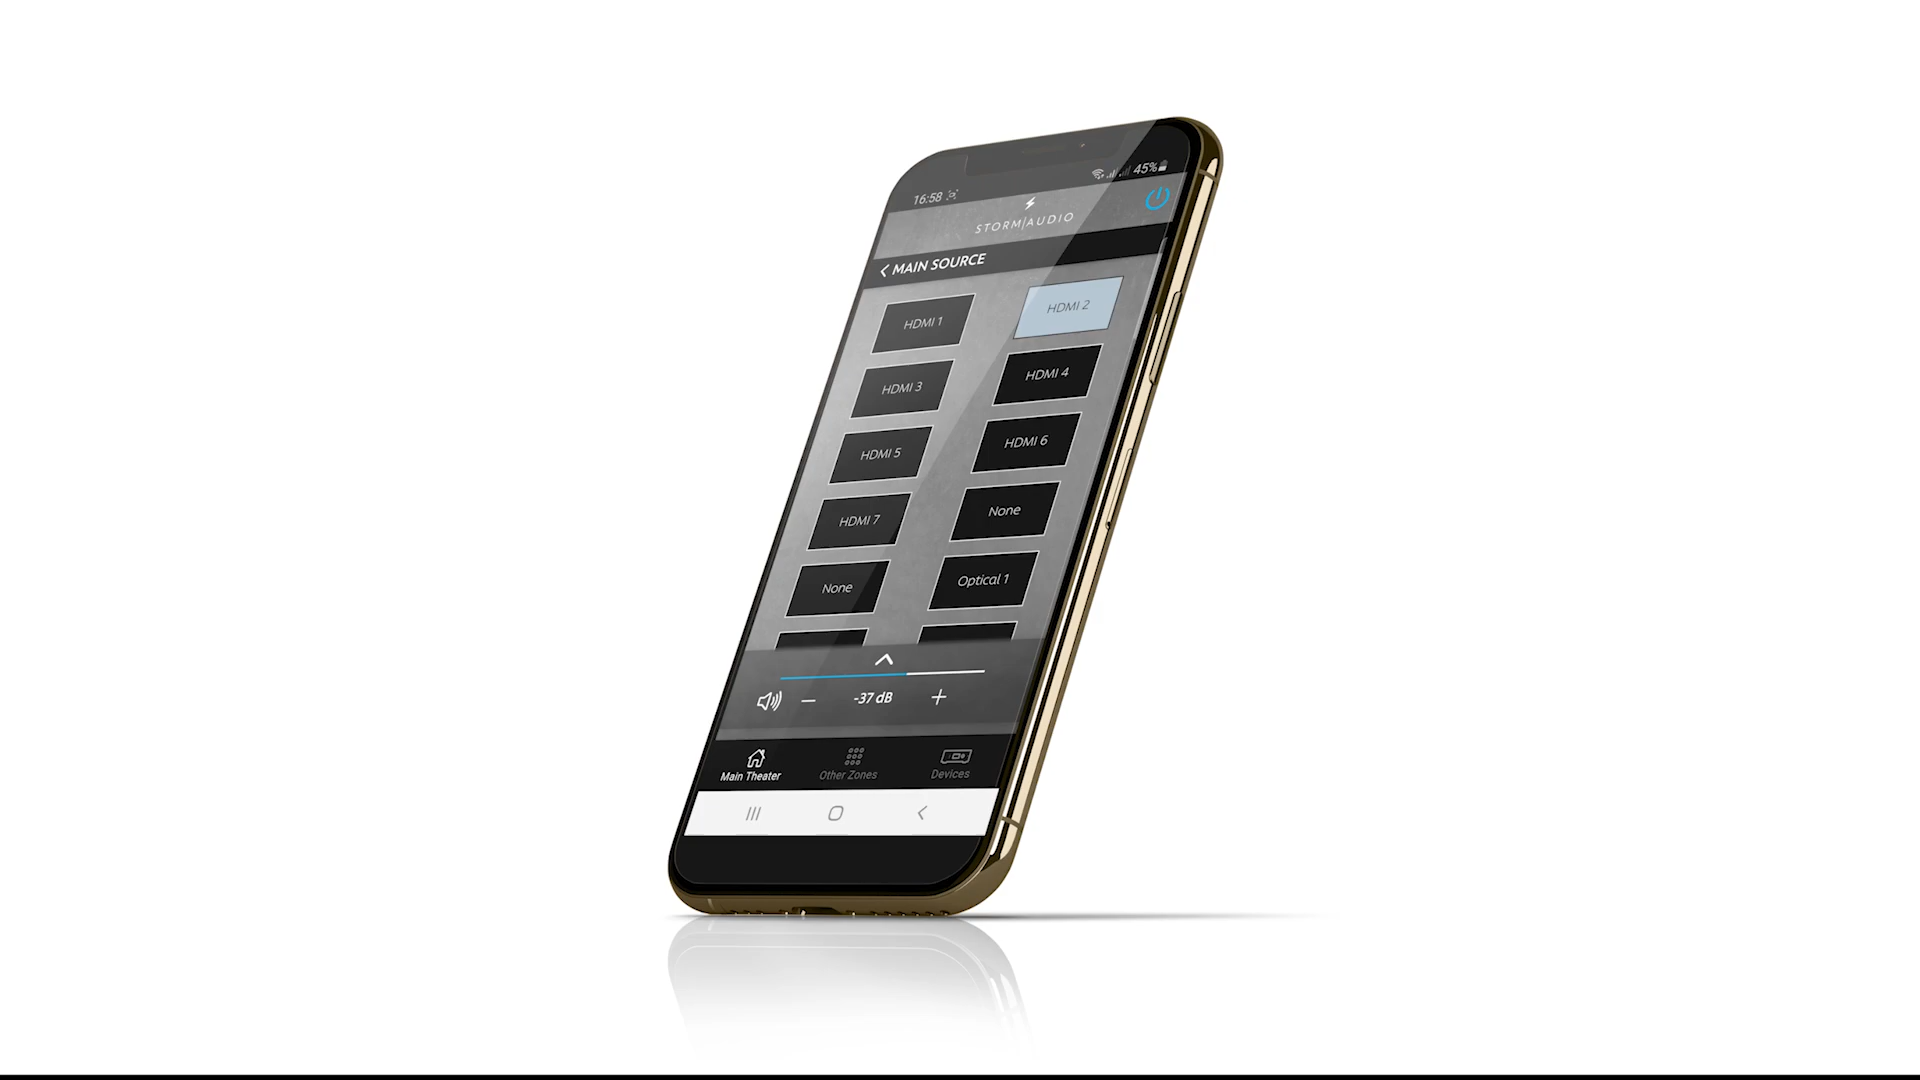 16:58 45%
STORM|AUDIO
MAIN SOURCE
HDMI 1 HDMI 2
HDMI 3 HDMI 4
HDMI 5 HDMI 6
HDMI 7 None
None Optical 1
-37 dB
Main Theater Other Zones Devices